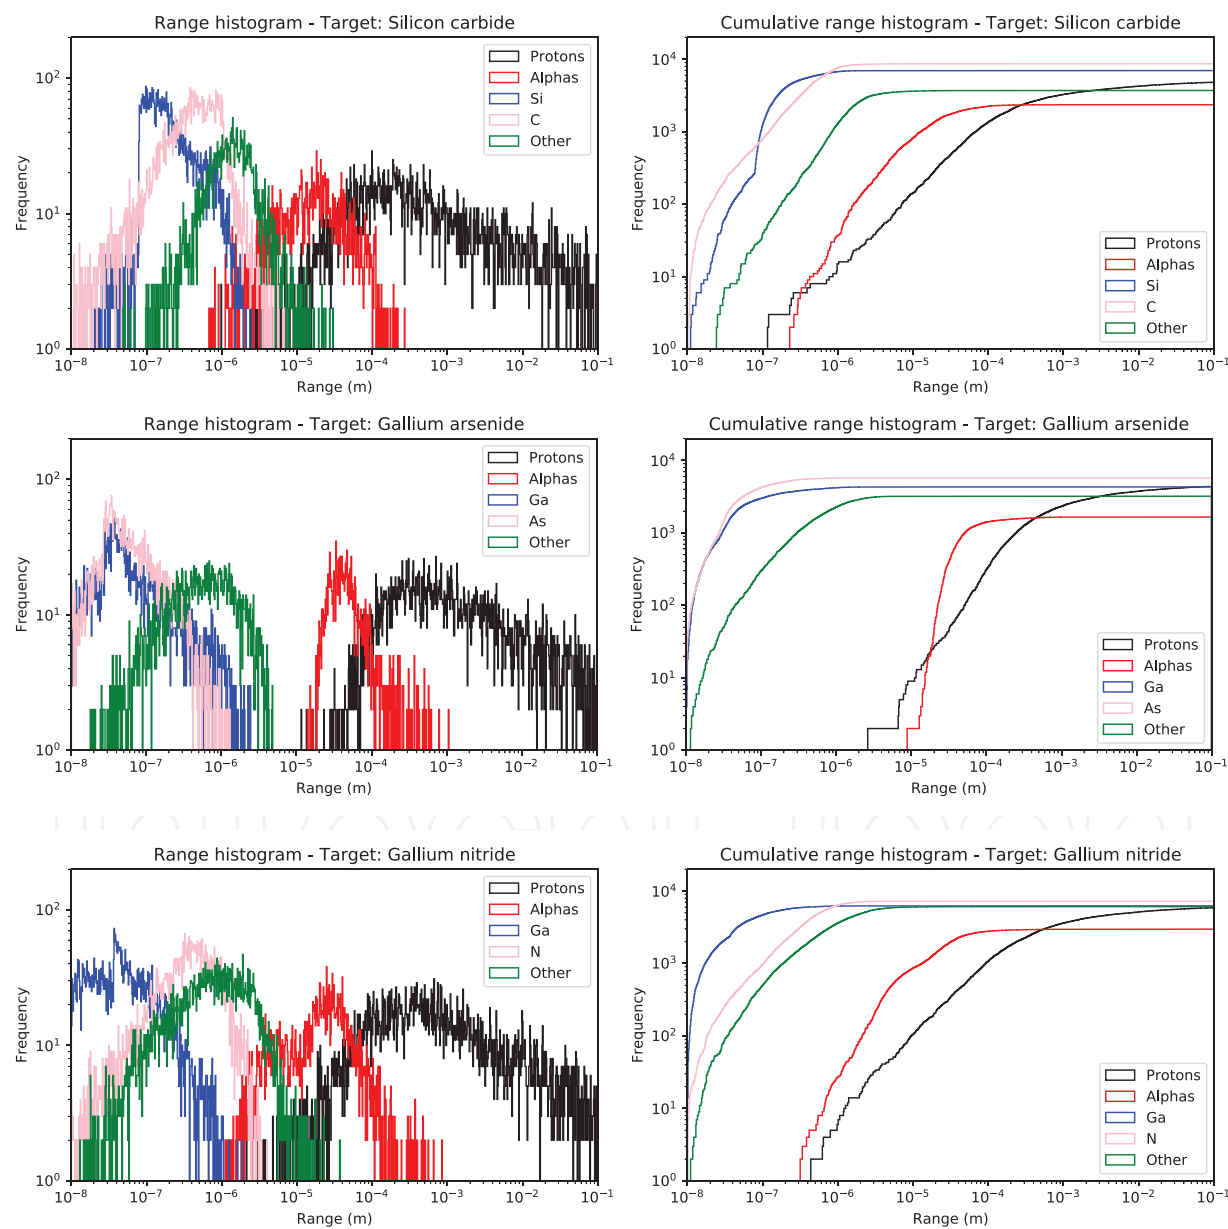 Range histogram - Target: Silicon carbide
10²
10¹
10⁰
Frequency
Protons
Alphas
Si
C
Other
10⁻⁸ 10⁻⁷ 10⁻⁶ 10⁻⁵ 10⁻⁴ 10⁻³ 10⁻² 10⁻¹
Range (m)
Cumulative range histogram - Target: Silicon carbide
10⁴
10³
10²
10¹
10⁰
Frequency
Protons
Alphas
Si
C
Other
10⁻⁸ 10⁻⁷ 10⁻⁶ 10⁻⁵ 10⁻⁴ 10⁻³ 10⁻² 10⁻¹
Range (m)
Range histogram - Target: Gallium arsenide
10²
10¹
10⁰
Frequency
Protons
Alphas
Ga
As
Other
10⁻⁸ 10⁻⁷ 10⁻⁶ 10⁻⁵ 10⁻⁴ 10⁻³ 10⁻² 10⁻¹
Range (m)
Cumulative range histogram - Target: Gallium arsenide
10⁴
10³
10²
10¹
10⁰
Frequency
Protons
Alphas
Ga
As
Other
10⁻⁸ 10⁻⁷ 10⁻⁶ 10⁻⁵ 10⁻⁴ 10⁻³ 10⁻² 10⁻¹
Range (m)
Range histogram - Target: Gallium nitride
10²
10¹
10⁰
Frequency
Protons
Alphas
Ga
N
Other
10⁻⁸ 10⁻⁷ 10⁻⁶ 10⁻⁵ 10⁻⁴ 10⁻³ 10⁻² 10⁻¹
Range (m)
Cumulative range histogram - Target: Gallium nitride
10⁴
10³
10²
10¹
10⁰
Frequency
Protons
Alphas
Ga
N
Other
10⁻⁸ 10⁻⁷ 10⁻⁶ 10⁻⁵ 10⁻⁴ 10⁻³ 10⁻² 10⁻¹
Range (m)